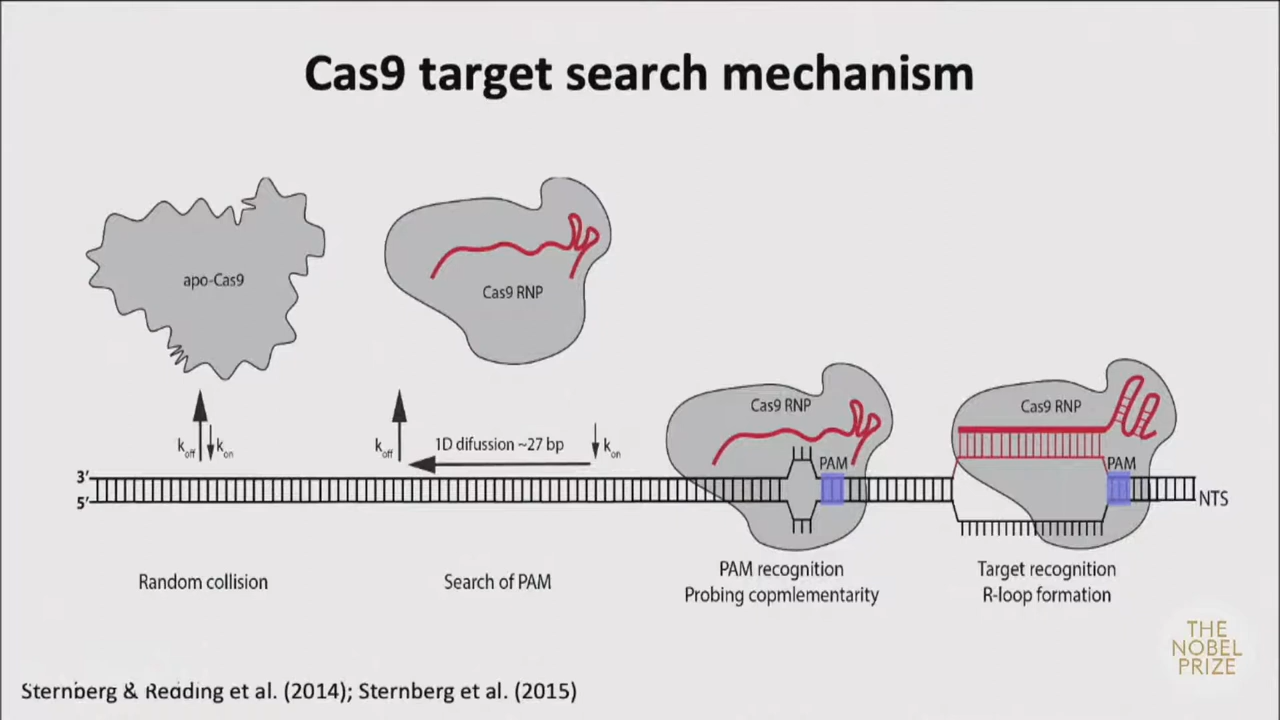 Cas9 target search mechanism
apo-Cas9
Cas9 RNP
koff
kon
koff
1D difussion ~27 bp
kon
Cas9 RNP
PAM
Cas9 RNP
PAM
3′
5′
NTS
Random collision
Search of PAM
PAM recognition
Probing copmlementarity
Target recognition
R-loop formation
THE
NOBEL
PRIZE
Sternberg & Redding et al. (2014); Sternberg et al. (2015)